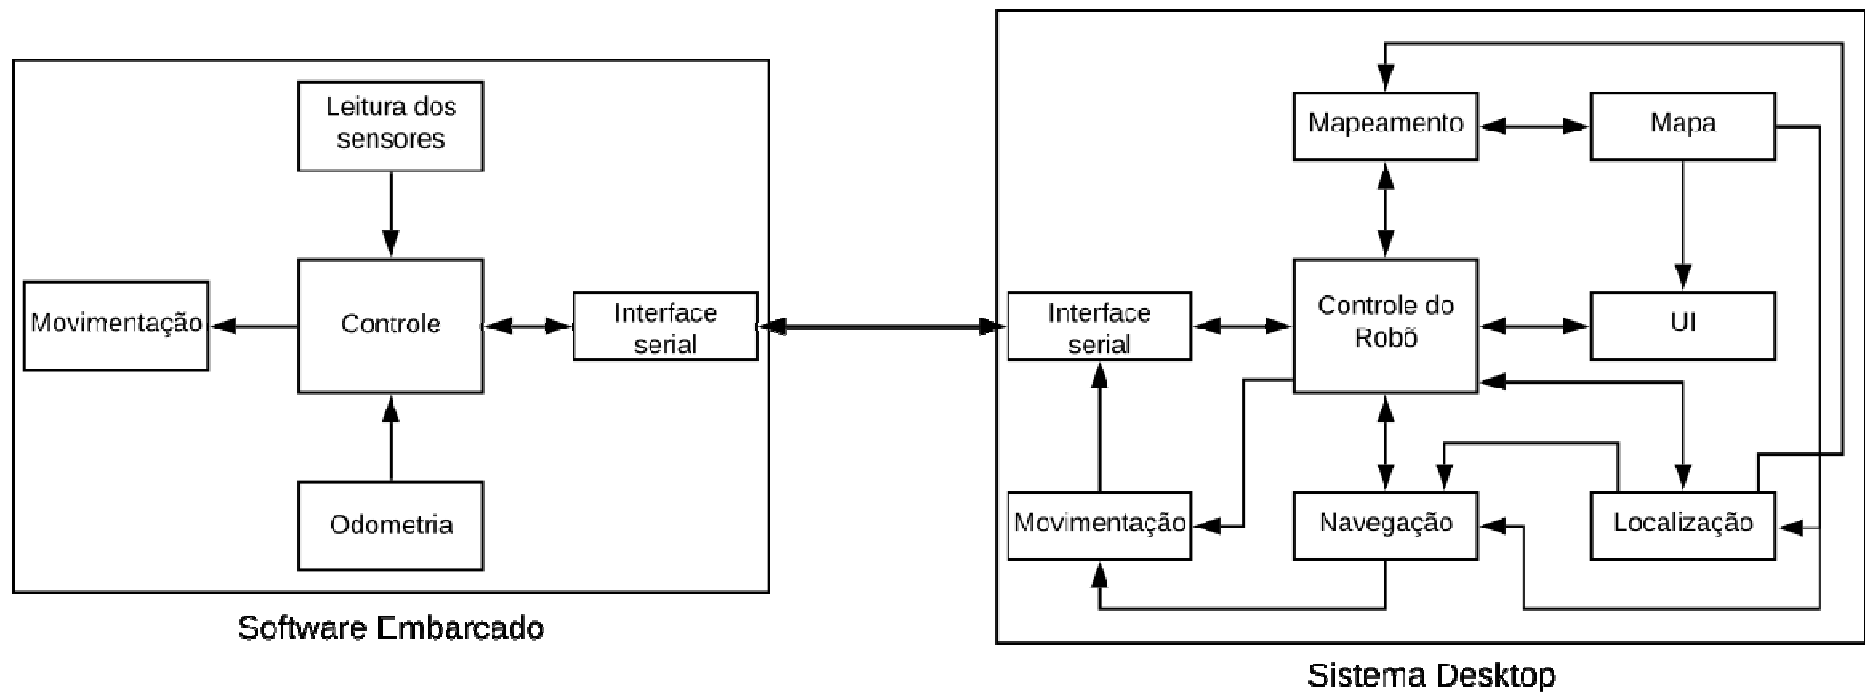 Leitura dos
sensores
Movimentação
Controle
Interface
serial
Odometria
Software Embarcado
Mapeamento
Mapa
Interface
serial
Controle do
Robô
UI
Movimentação
Navegação
Localização
Sistema Desktop